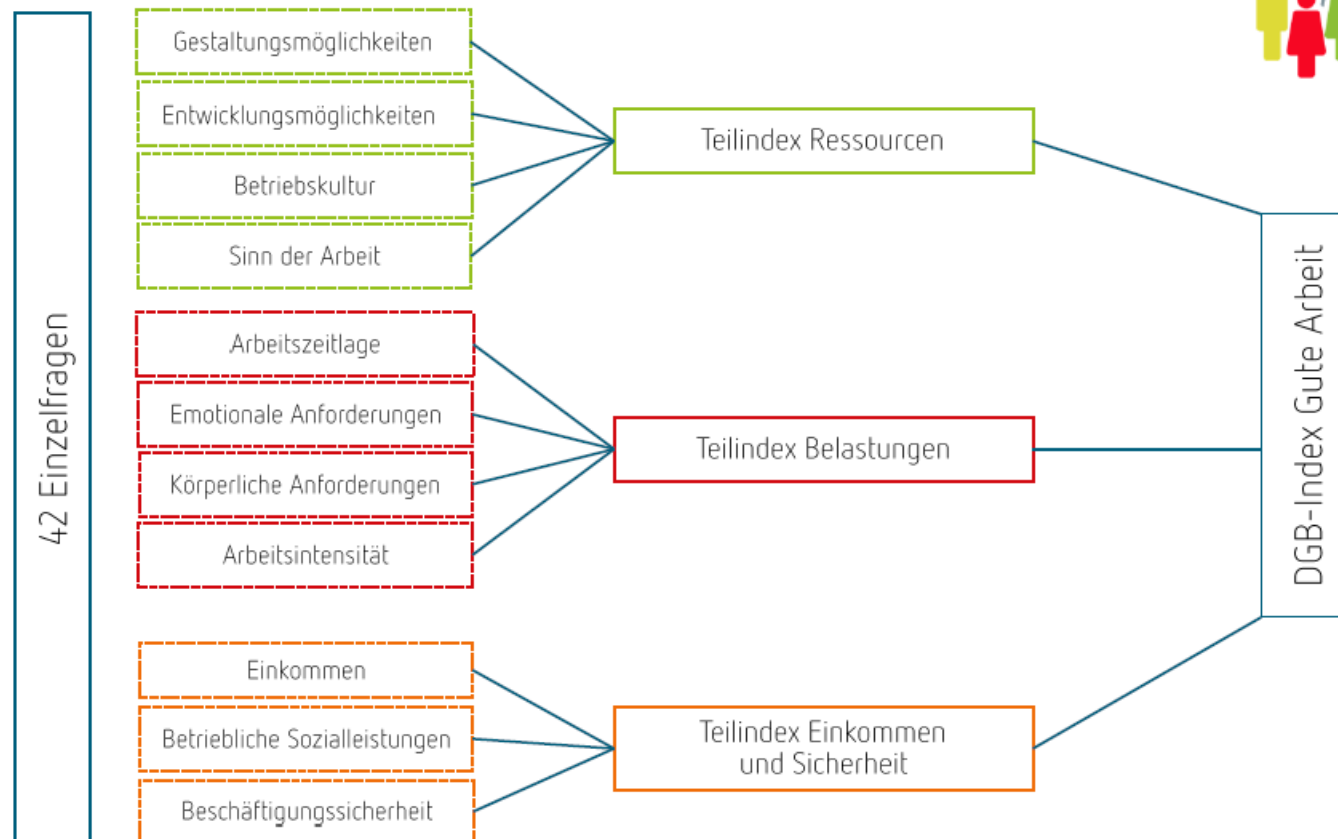 42 Einzelfragen
Gestaltungsmöglichkeiten
Entwicklungsmöglichkeiten
Betriebskultur
Sinn der Arbeit
Arbeitszeitlage
Emotionale Anforderungen
Körperliche Anforderungen
Arbeitsintensität
Einkommen
Betriebliche Sozialleistungen
Beschäftigungssicherheit
Teilindex Ressourcen
Teilindex Belastungen
Teilindex Einkommen
und Sicherheit
DGB-Index Gute Arbeit